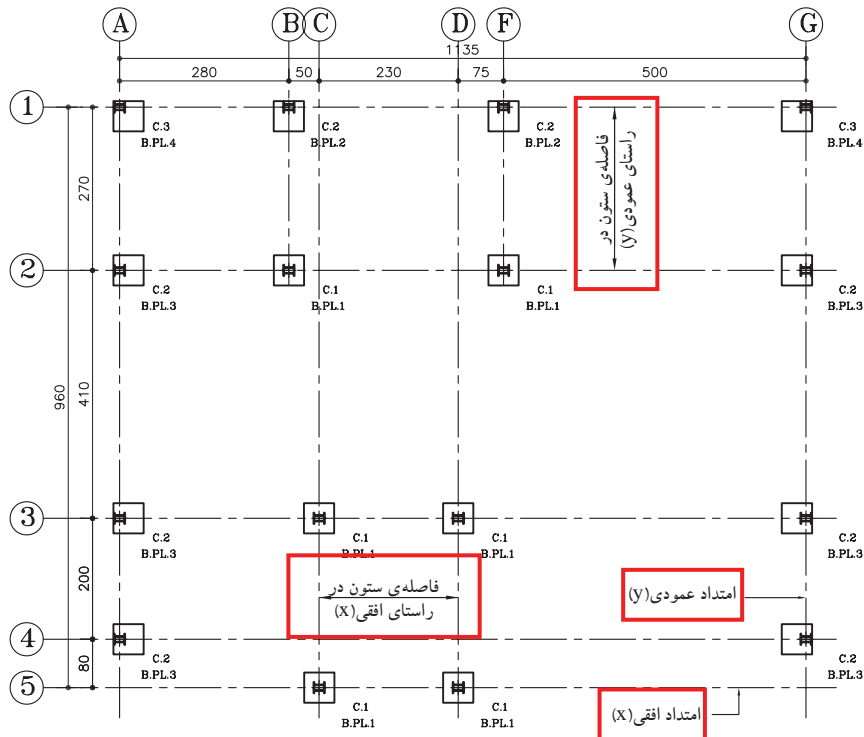 A B C D F G
1135
280 50 230 75 500
1
C.3 C.2 C.2 C.3
B.PL.4 B.PL.2 B.PL.2 B.PL.4
فاصله‌ی ستون در
راستای عمودی(y)
270
2
C.2 C.1 C.1 C.2
B.PL.3 B.PL.1 B.PL.1 B.PL.3
960
410
3
C.2 C.1 C.1 C.2
B.PL.3 B.PL.1 B.PL.1 B.PL.3
200
فاصله‌ی ستون در
راستای افقی(x)
امتداد عمودی(y)
4
C.2 C.2
B.PL.3 B.PL.3
80
5
C.1 C.1
B.PL.1 B.PL.1
امتداد افقی(x)